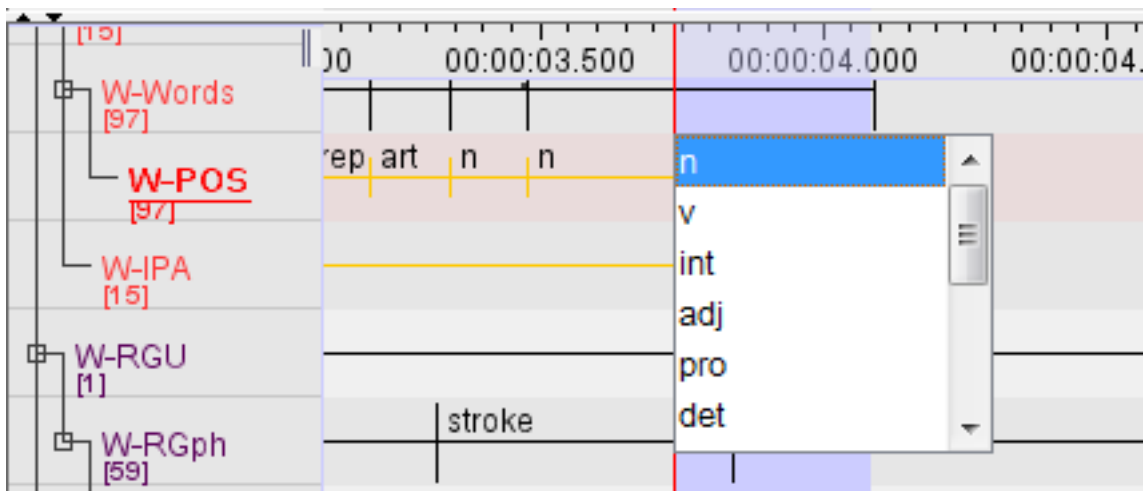 [15]
00 00:00:03.500 00:00:04.000 00:00:04.
W-Words
[97]
rep art n n
W-POS
[97]
W-IPA
[15]
n
v
int
adj
pro
det
W-RGU
[1]
stroke
W-RGph
[59]